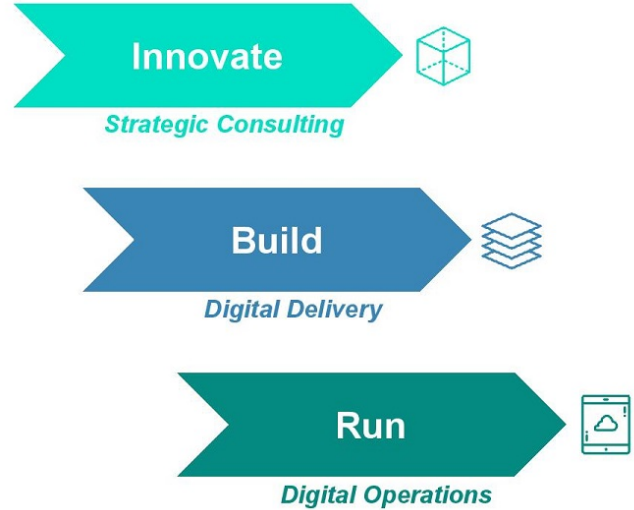 Innovate
Strategic Consulting
Build
Digital Delivery
Run
Digital Operations